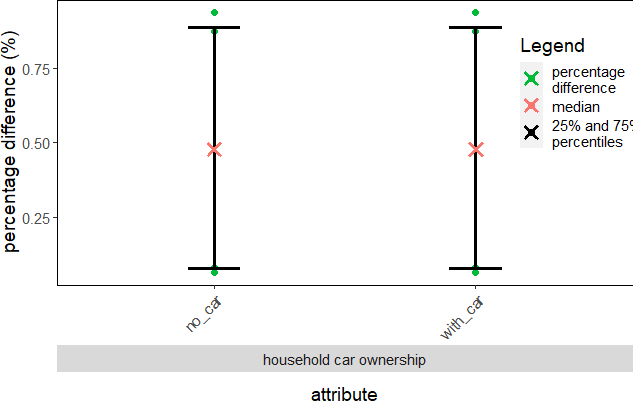 percentage difference (%)
0.75
0.50
0.25
Legend
percentage
difference
median
25% and 75%
percentiles
no_car
with_car
household car ownership
attribute